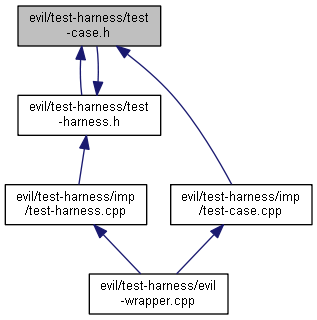 evil/test-harness/test
-case.h
evil/test-harness/test
-harness.h
evil/test-harness/imp
/test-harness.cpp
evil/test-harness/imp
/test-case.cpp
evil/test-harness/evil
-wrapper.cpp